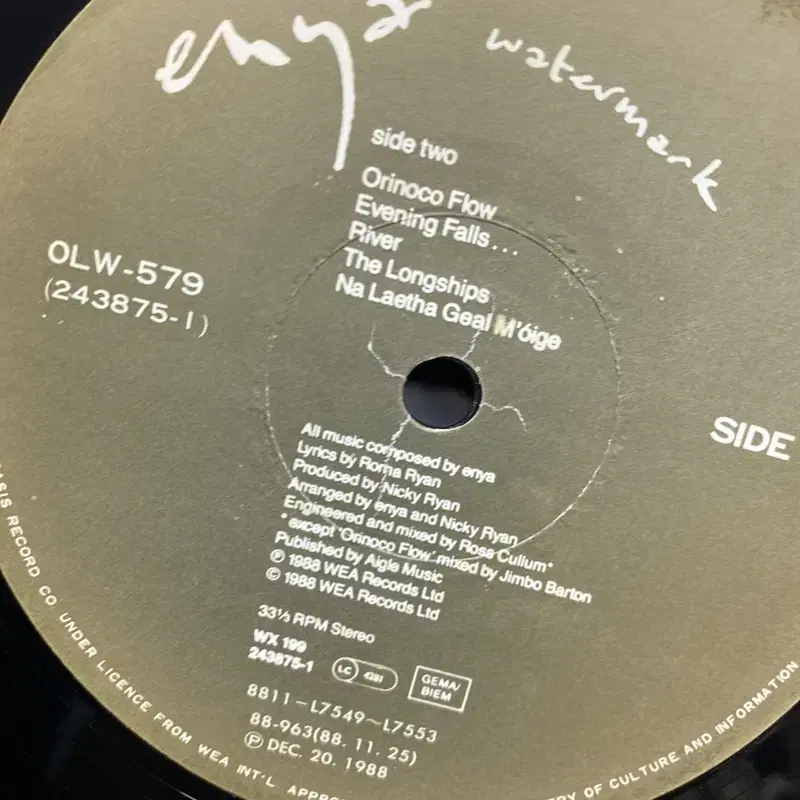 enya
watermark
side two
Orinoco Flow
Evening Falls...
River
The Longships
Na Laetha Geal M'óige
OLW-579
(243875-1)
SIDE
All music composed by enya
Lyrics by Roma Ryan
Produced by Nicky Ryan
Arranged by enya and Nicky Ryan
Engineered and mixed by Ross Cullum*
*except 'Orinoco Flow' mixed by Jimbo Barton
Published by Aigle Music
℗ 1988 WEA Records Ltd
© 1988 WEA Records Ltd
33⅓ RPM Stereo
WX 199
243875-1
LC 4281
GEMA/
BIEM
8811-L7549~L7553
88-963(88. 11. 25)
℗ DEC. 20. 1988
RECORD CO. UNDER LICENCE FROM WEA INT'L
OF CULTURE AND INFORMATION